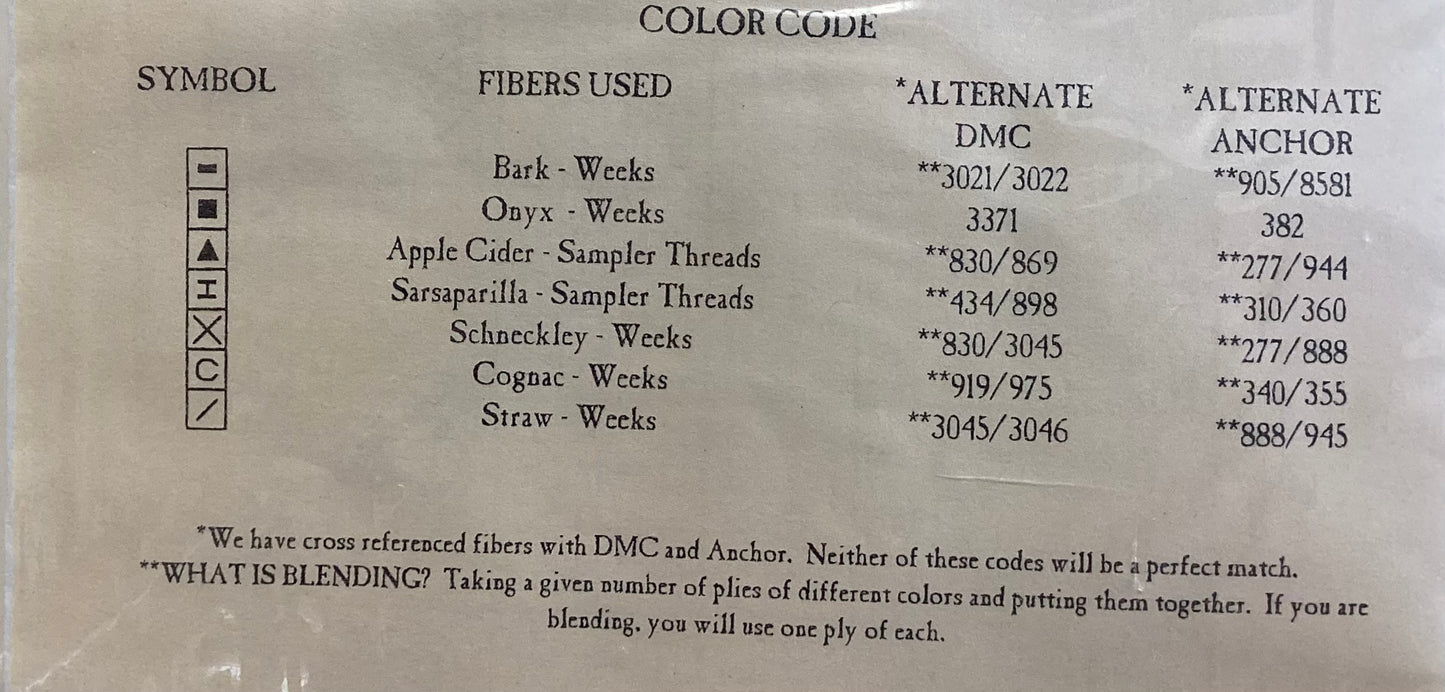 COLOR CODE
SYMBOL FIBERS USED *ALTERNATE DMC *ALTERNATE ANCHOR
Bark - Weeks **3021/3022 **905/8581
Onyx - Weeks 3371 382
Apple Cider - Sampler Threads **830/869 **277/944
Sarsaparilla - Sampler Threads **434/898 **310/360
Schneckley - Weeks **830/3045 **277/888
C Cognac - Weeks **919/975 **340/355
Straw - Weeks **3045/3046 **888/945
*We have cross referenced fibers with DMC and Anchor. Neither of these codes will be a perfect match.
**WHAT IS BLENDING? Taking a given number of plies of different colors and putting them together. If you are
blending, you will use one ply of each.